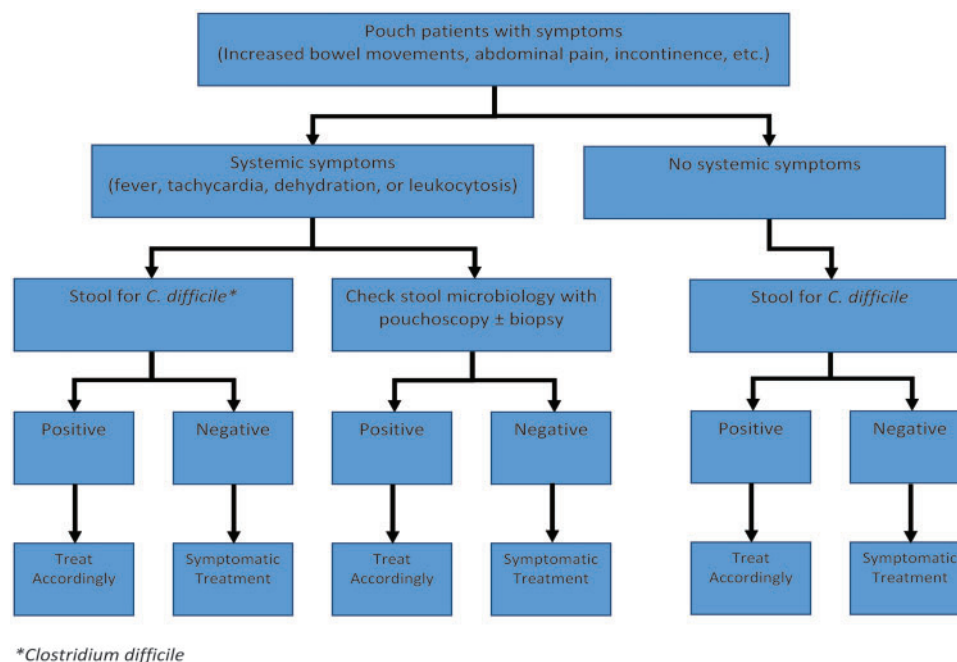 Pouch patients with symptoms
(Increased bowel movements, abdominal pain, incontinence, etc.)
Systemic symptoms
(fever, tachycardia, dehydration, or leukocytosis)
No systemic symptoms
Stool for C. difficile*
Check stool microbiology with
pouchoscopy ± biopsy
Stool for C. difficile
Positive
Negative
Positive
Negative
Positive
Negative
Treat
Accordingly
Symptomatic
Treatment
Treat
Accordingly
Symptomatic
Treatment
Treat
Accordingly
Symptomatic
Treatment
*Clostridium difficile